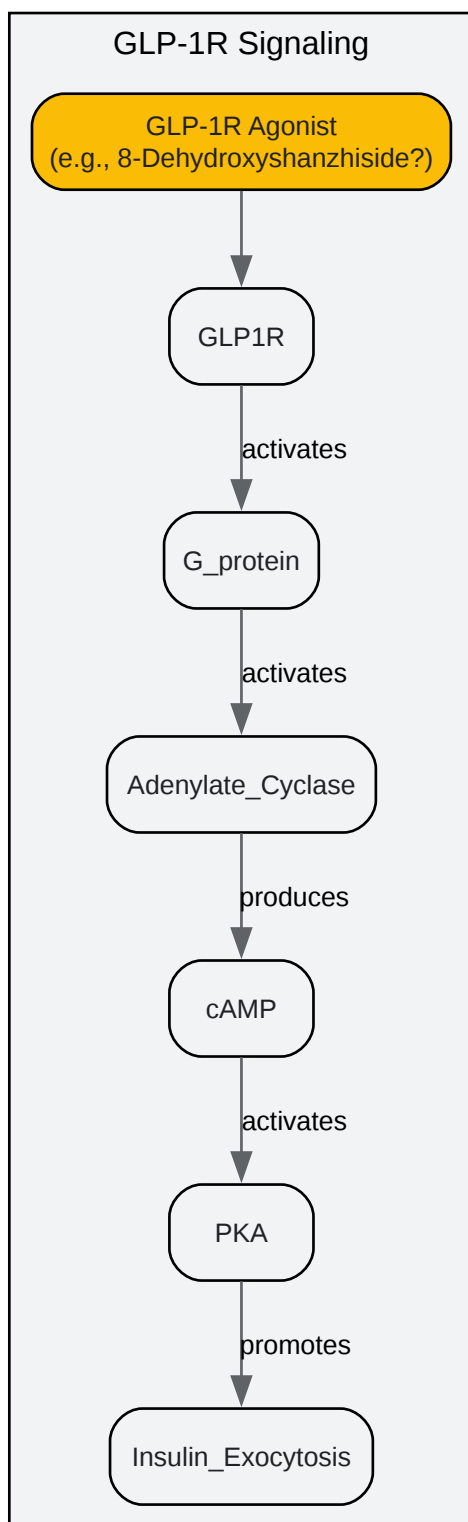 GLP-1R Signaling
GLP-1R Agonist
(e.g., 8-Dehydroxyshanzhiside?)
GLP1R
activates
G_protein
activates
Adenylate_Cyclase
produces
cAMP
activates
PKA
promotes
Insulin_Exocytosis